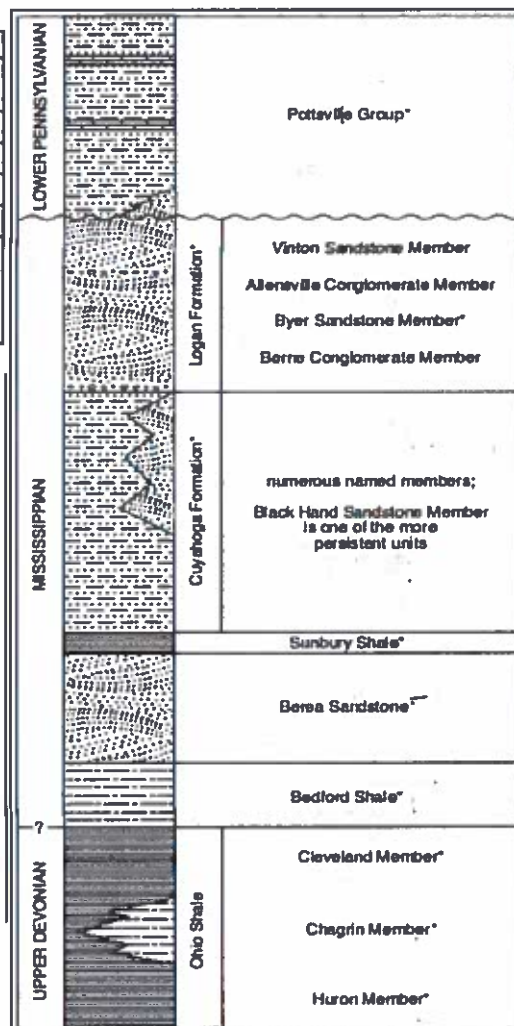 LOWER PENNSYLVANIAN
Pottsville Group*
MISSISSIPPIAN
Logan Formation*
Vinton Sandstone Member
Allensville Conglomerate Member
Byer Sandstone Member*
Berne Conglomerate Member
Cuyahoga Formation*
numerous named members;
Black Hand Sandstone Member
is one of the more
persistent units
Sunbury Shale*
Berea Sandstone*
Bedford Shale*
?
UPPER DEVONIAN
Ohio Shale
Cleveland Member*
Chagrin Member*
Huron Member*